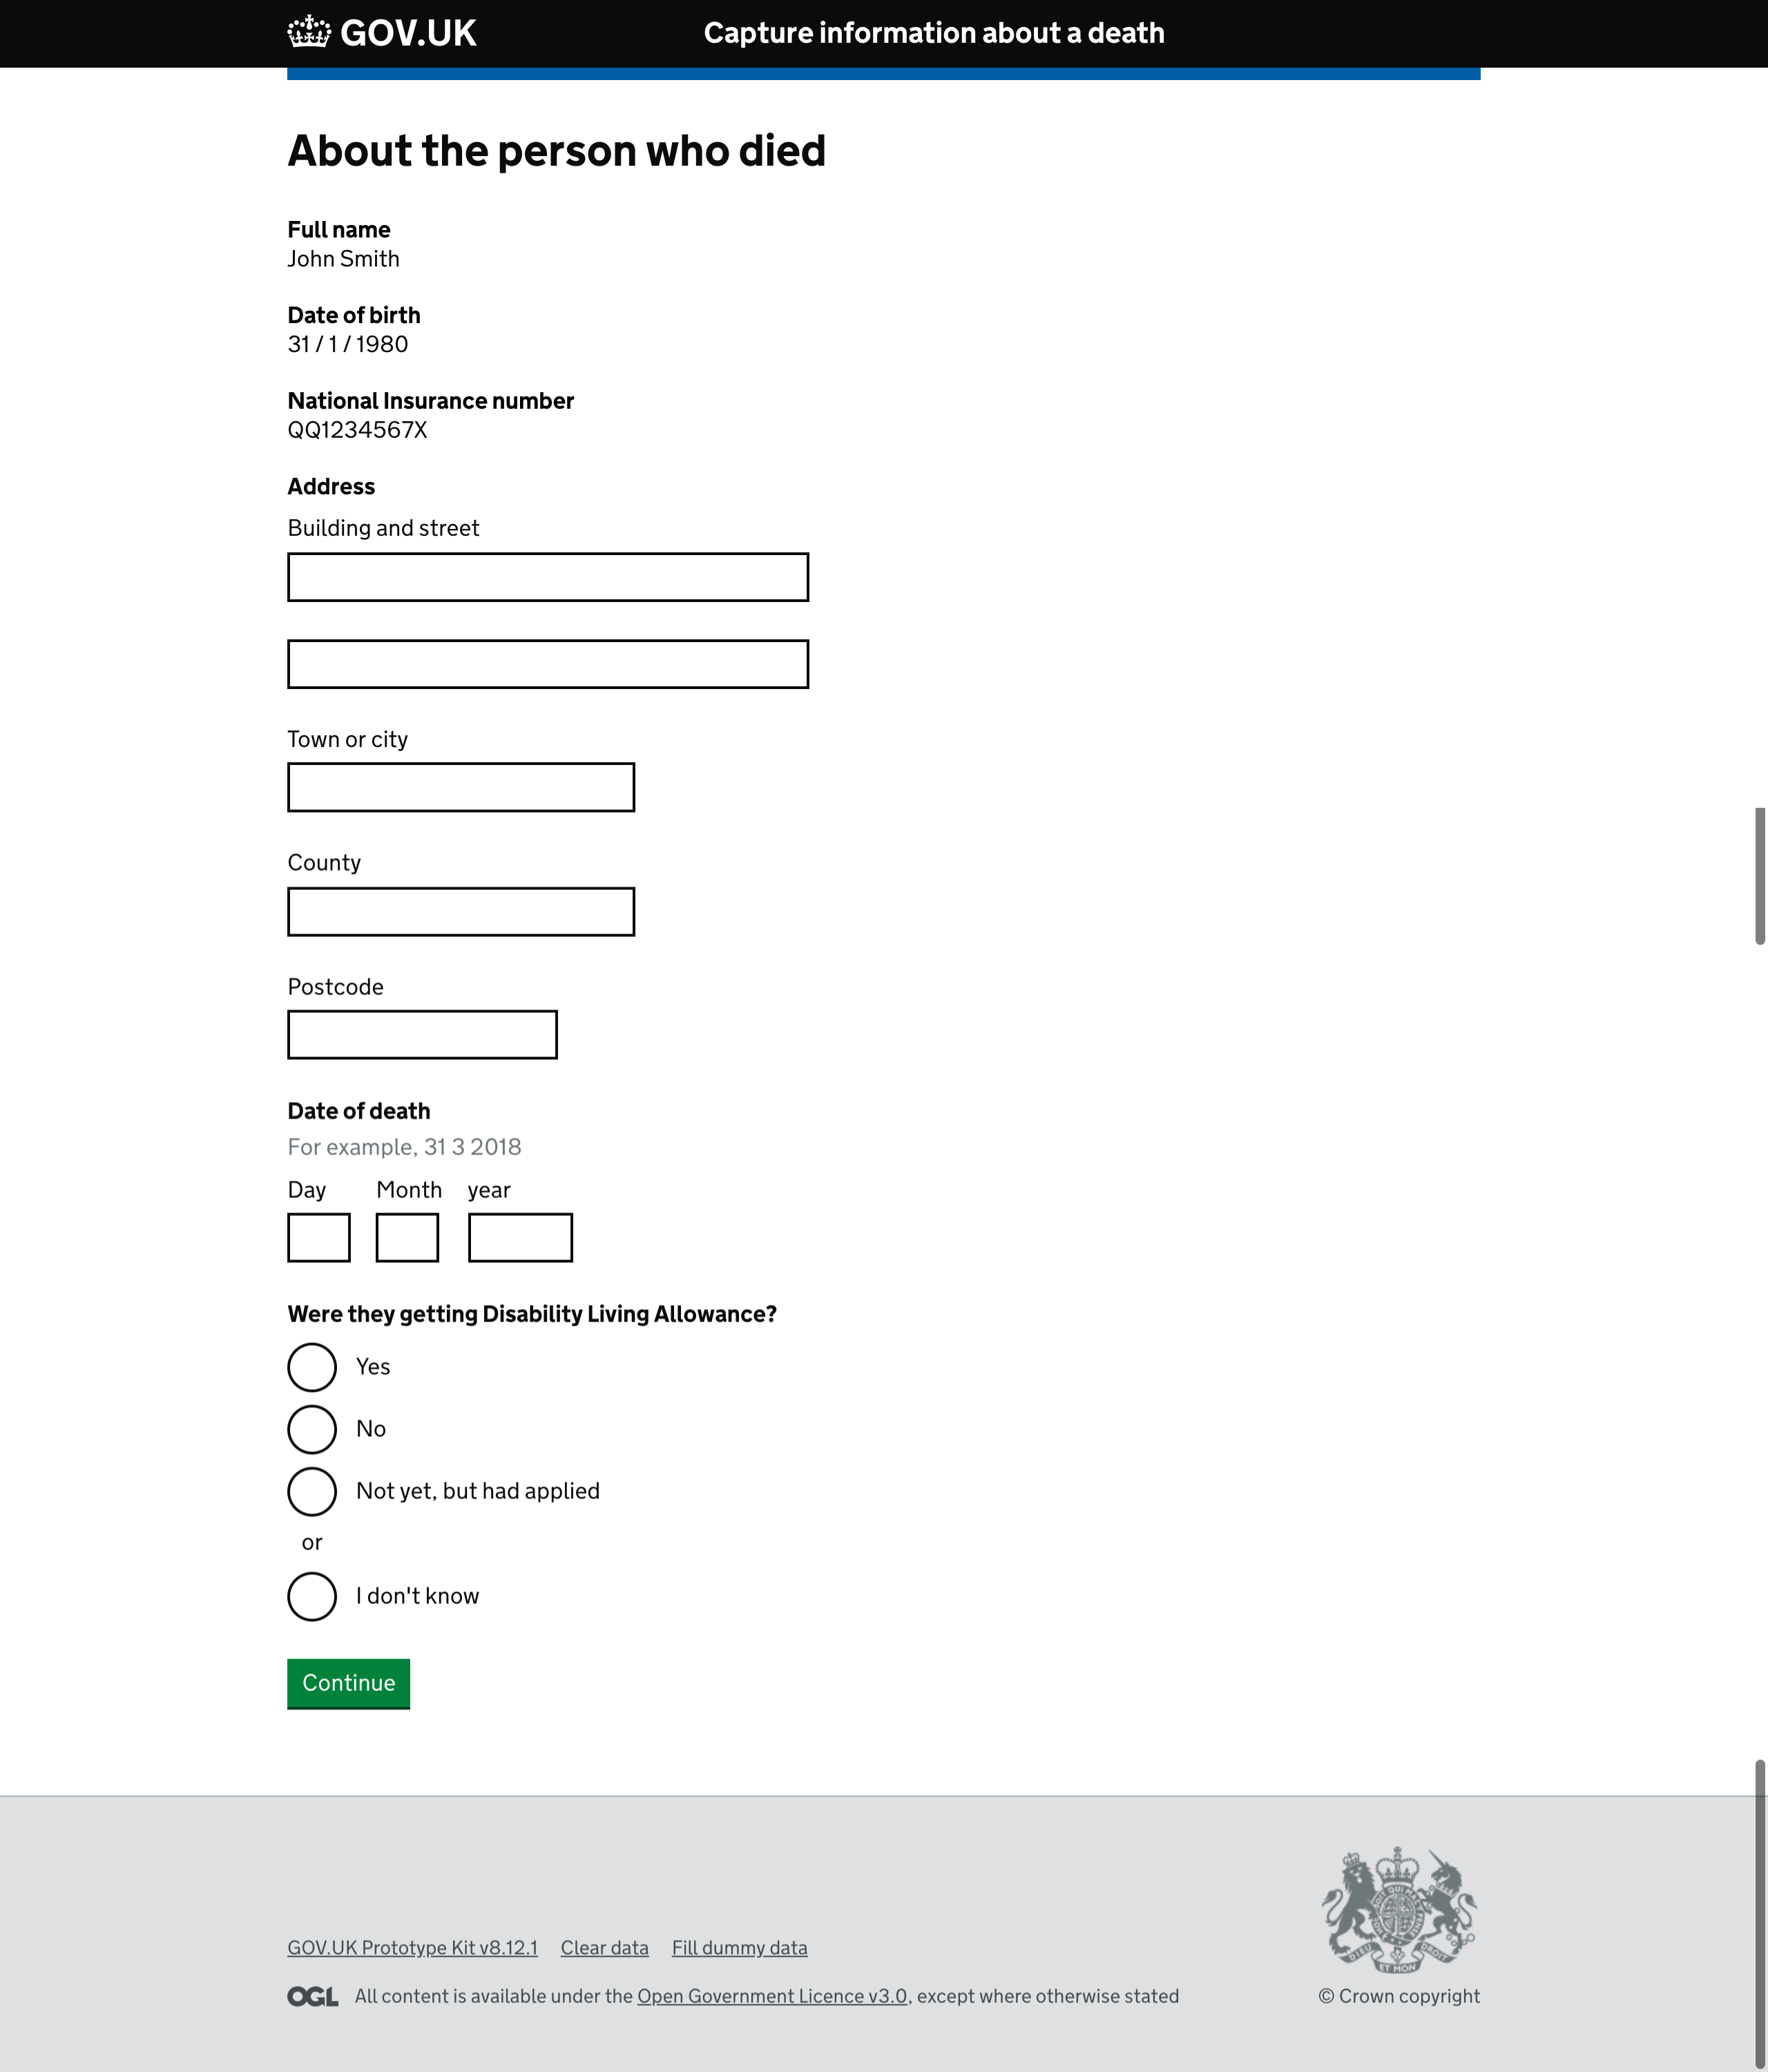 GOV.UK Capture information about a death
About the person who died
Full name
John Smith
Date of birth
31 / 1 / 1980
National Insurance number
QQ1234567X
Address
Building and street
Town or city
County
Postcode
Date of death
For example, 31 3 2018
Day Month year
Were they getting Disability Living Allowance?
Yes
No
Not yet, but had applied
or
I don't know
Continue
GOV.UK Prototype Kit v8.12.1 Clear data Fill dummy data
DIEU ET MON DROIT
OGL All content is available under the Open Government Licence v3.0, except where otherwise stated
© Crown copyright